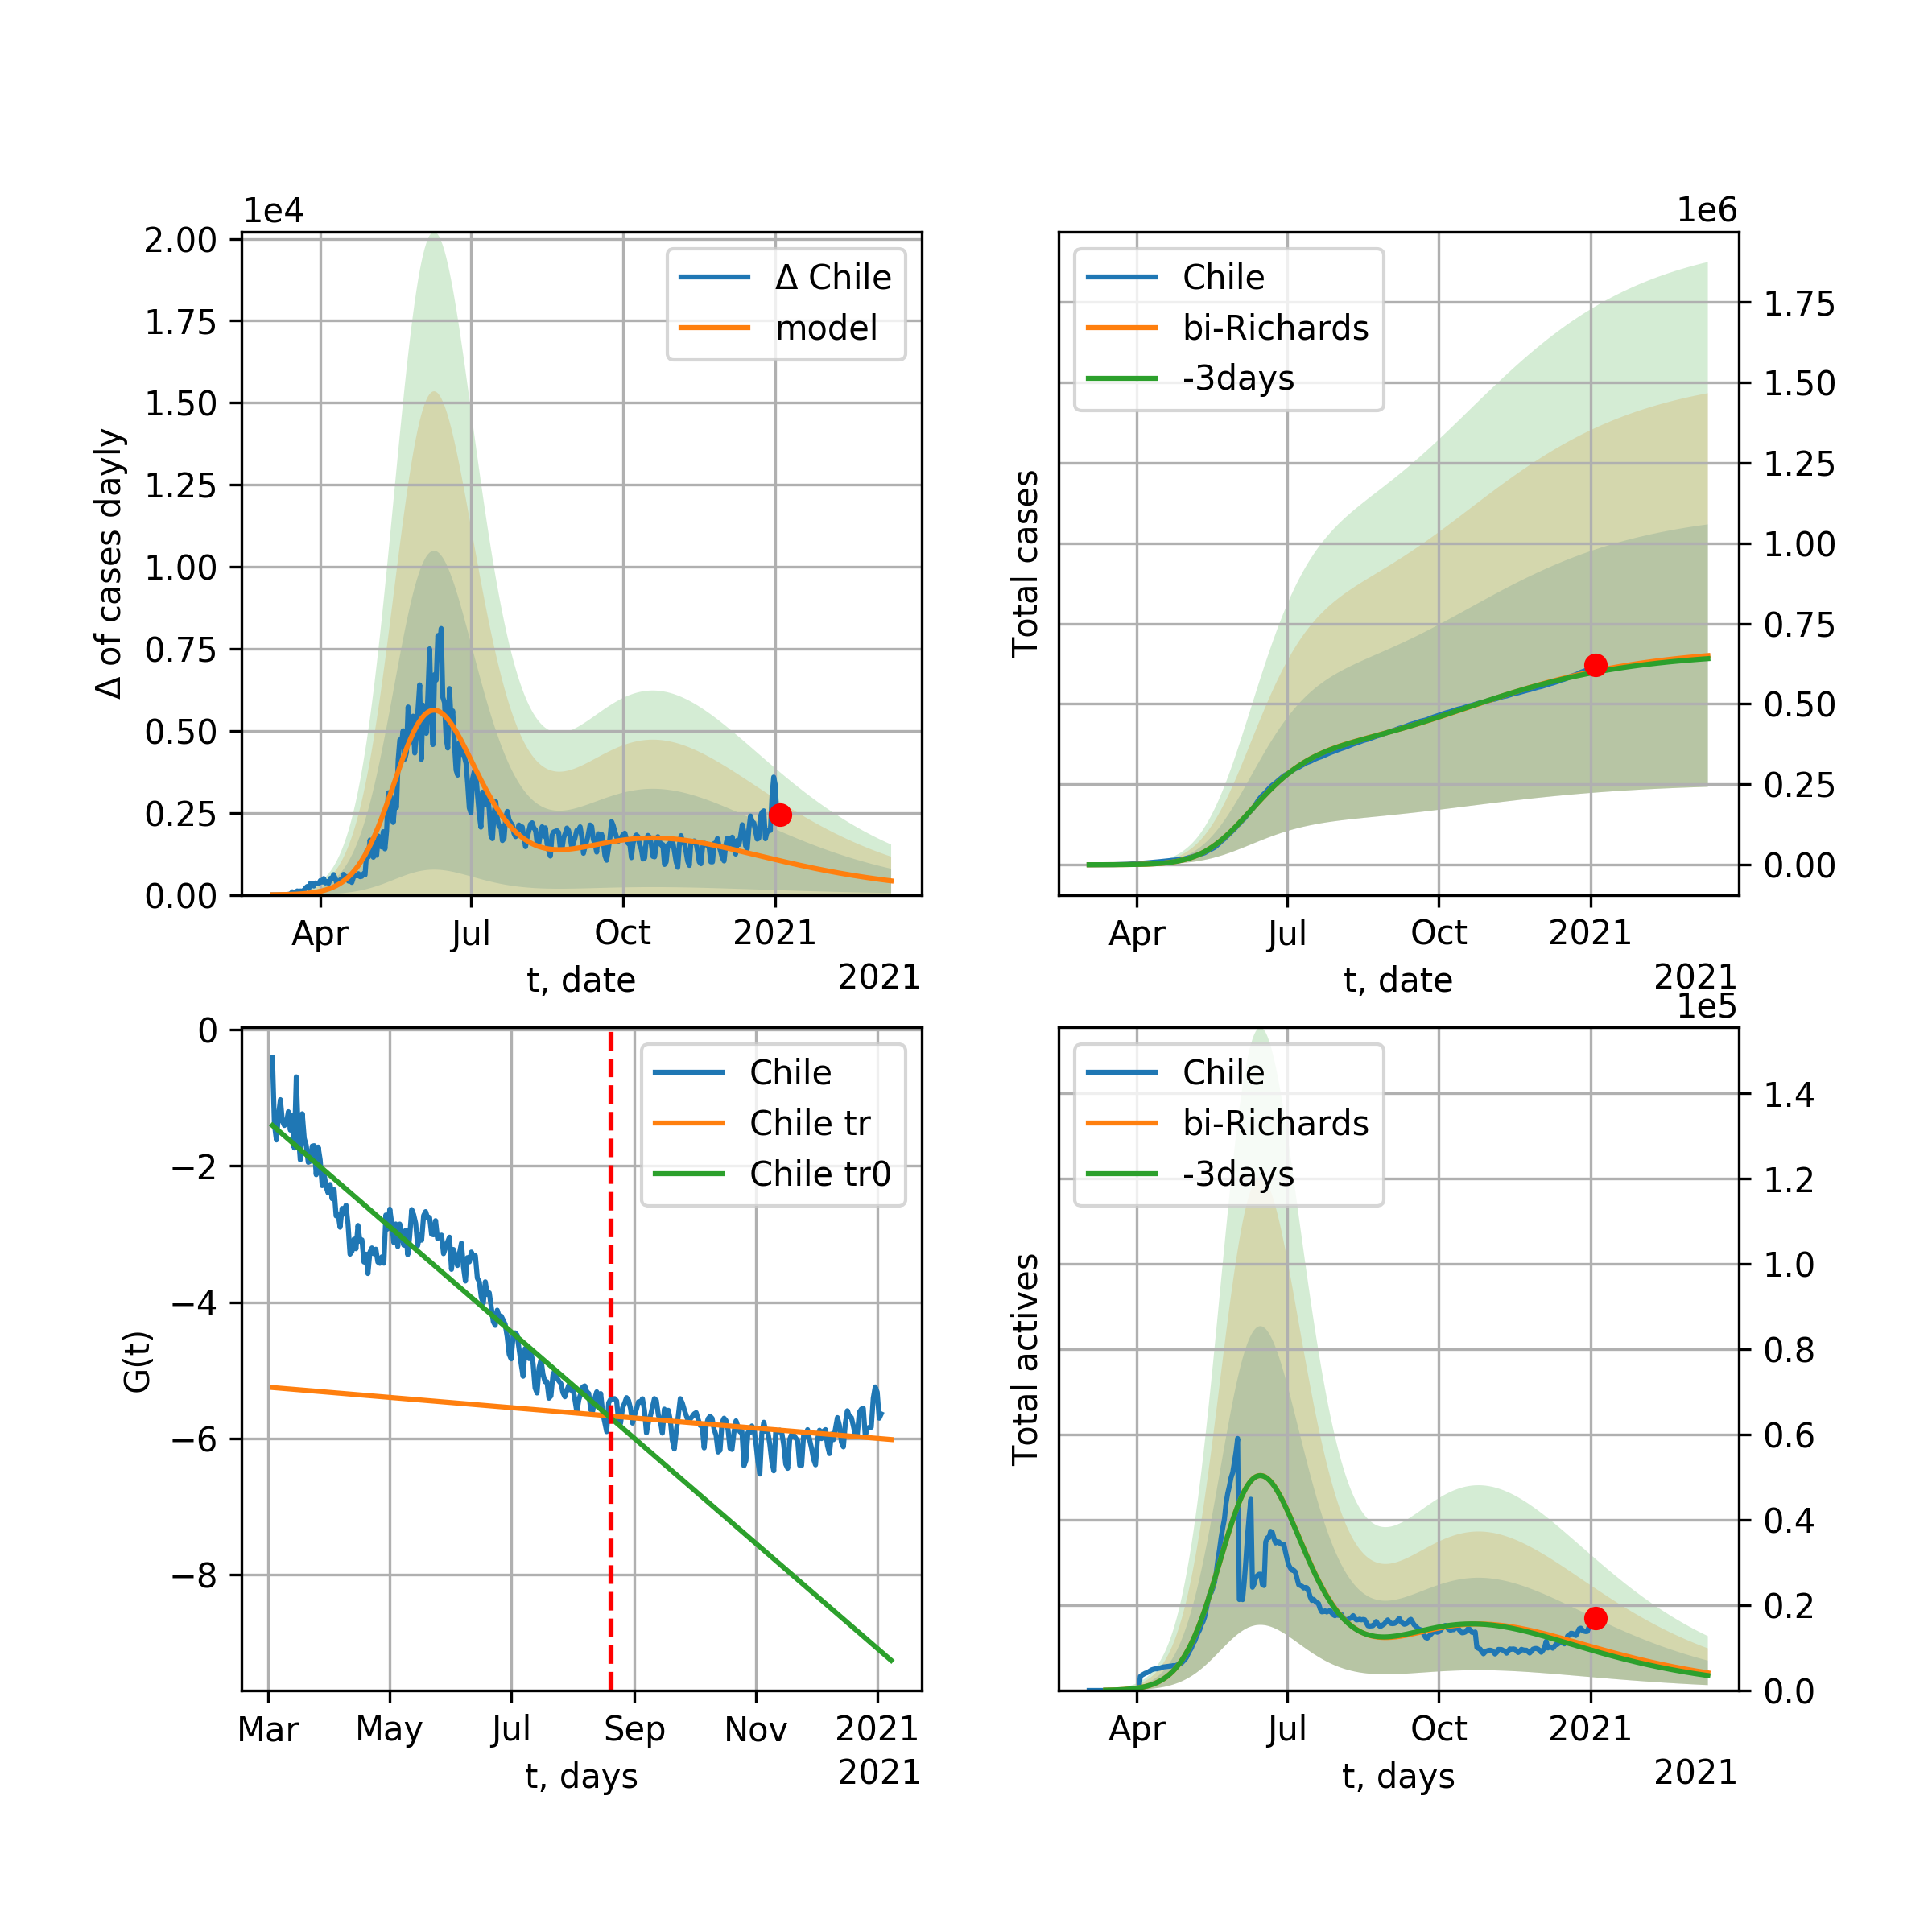 1e4
2.00
1.75
1.50
1.25
1.00
0.75
0.50
0.25
0.00
Δ of cases dayly
Δ Chile
model
Apr Jul Oct 2021
t, date
2021
1e6
Total cases
Chile
bi-Richards
-3days
1.75
1.50
1.25
1.00
0.75
0.50
0.25
0.00
Apr Jul Oct 2021
t, date
2021
0
−2
−4
−6
−8
G(t)
Chile
Chile tr
Chile tr0
Mar May Jul Sep Nov 2021
t, days
2021
1e5
Total actives
Chile
bi-Richards
-3days
1.4
1.2
1.0
0.8
0.6
0.4
0.2
0.0
Apr Jul Oct 2021
t, days
2021